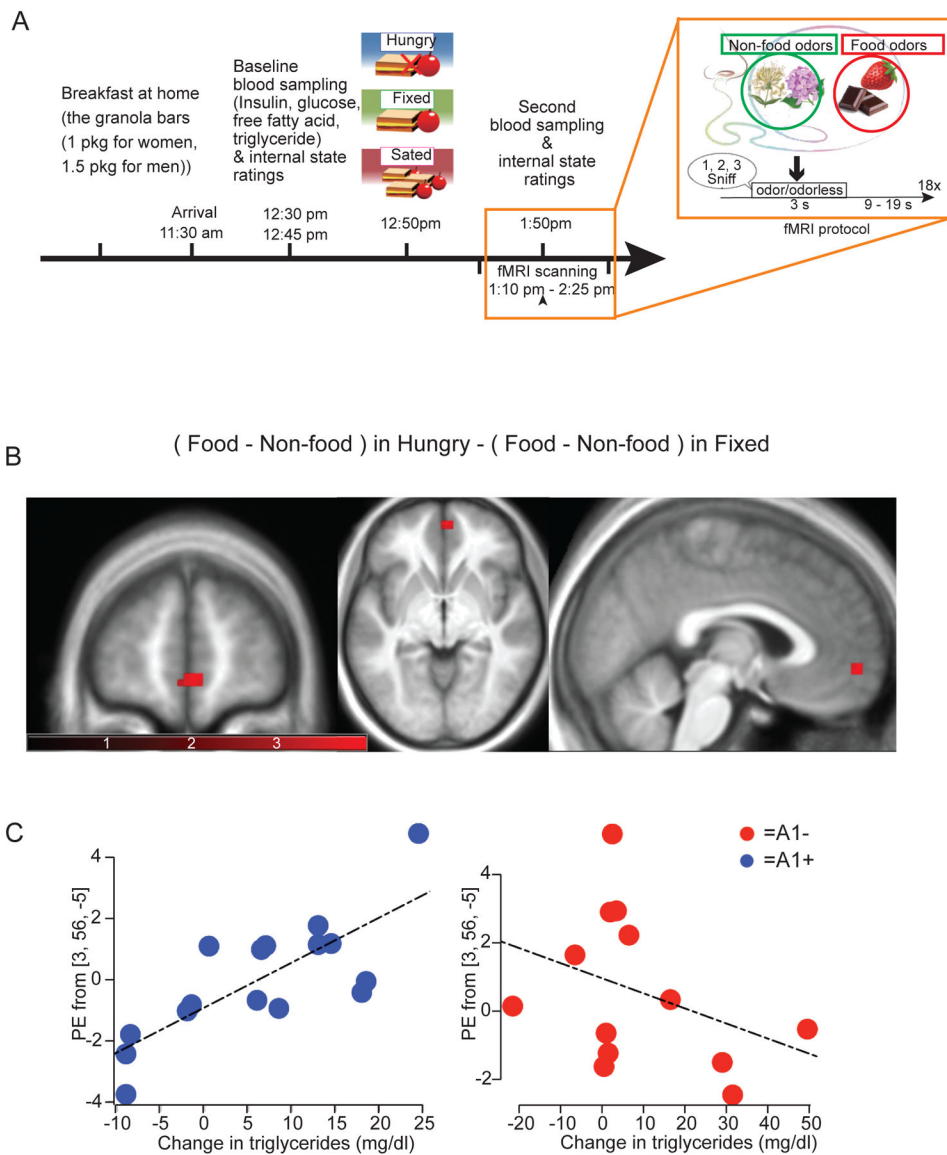 A
Breakfast at home
(the granola bars
(1 pkg for women,
1.5 pkg for men))
Arrival
11:30 am
Baseline
blood sampling
(Insulin, glucose,
free fatty acid,
triglyceride)
& internal state
ratings
12:30 pm
12:45 pm
Hungry
Fixed
Sated
12:50pm
Second
blood sampling
&
internal state
ratings
1:50pm
fMRI scanning
1:10 pm - 2:25 pm
Non-food odors
Food odors
1, 2, 3
Sniff
odor/odorless
3 s
9 - 19 s
18x
fMRI protocol
B
( Food - Non-food ) in Hungry - ( Food - Non-food ) in Fixed
1 2 3
C
=A1-
=A1+
PE from [3, 56, -5]
4
2
0
-2
-4
-10 -5 0 5 10 15 20 25
Change in triglycerides (mg/dl)
PE from [3, 56, -5]
4
2
0
-2
-20 -10 0 10 20 30 40 50
Change in triglycerides (mg/dl)